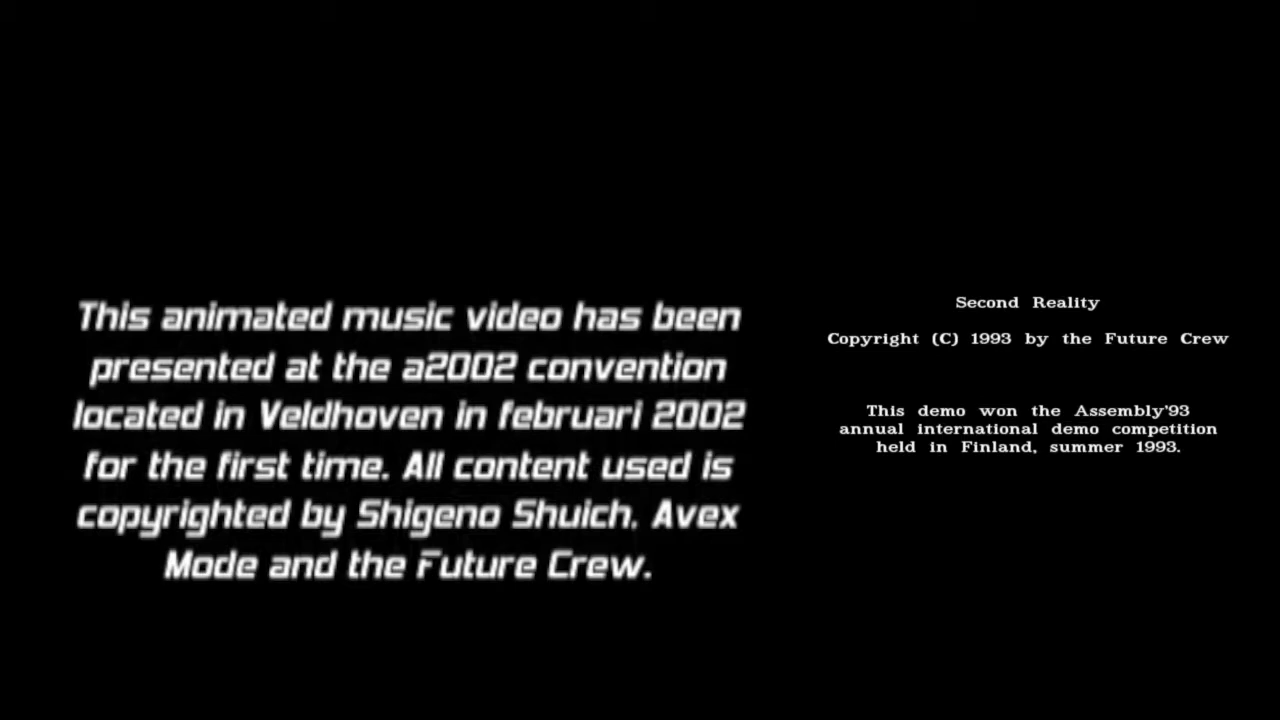 This animated music video has been
presented at the a2002 convention
located in Veldhoven in februari 2002
for the first time. All content used is
copyrighted by Shigeno Shuich. Avex
Mode and the Future Crew.
Second Reality
Copyright (C) 1993 by the Future Crew
This demo won the Assembly'93
annual international demo competition
held in Finland, summer 1993.